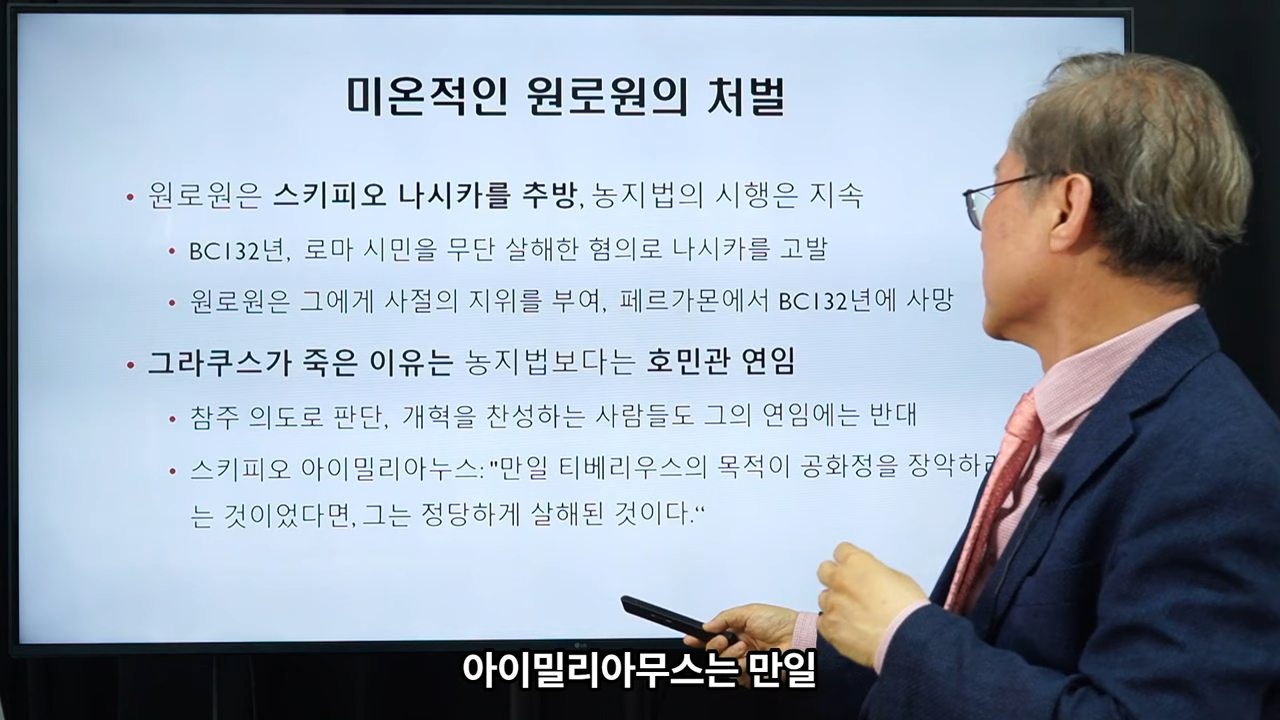 미온적인 원로원의 처벌
• 원로원은 스키피오 나시카를 추방, 농지법의 시행은 지속
• BC132년, 로마 시민을 무단 살해한 혐의로 나시카를 고발
• 원로원은 그에게 사절의 지위를 부여, 페르가몬에서 BC132년에 사망
• 그라쿠스가 죽은 이유는 농지법보다는 호민관 연임
• 참주 의도로 판단, 개혁을 찬성하는 사람들도 그의 연임에는 반대
• 스키피오 아이밀리아누스: "만일 티베리우스의 목적이 공화정을 장악하려
는 것이었다면, 그는 정당하게 살해된 것이다.“
LG
아이밀리아무스는 만일